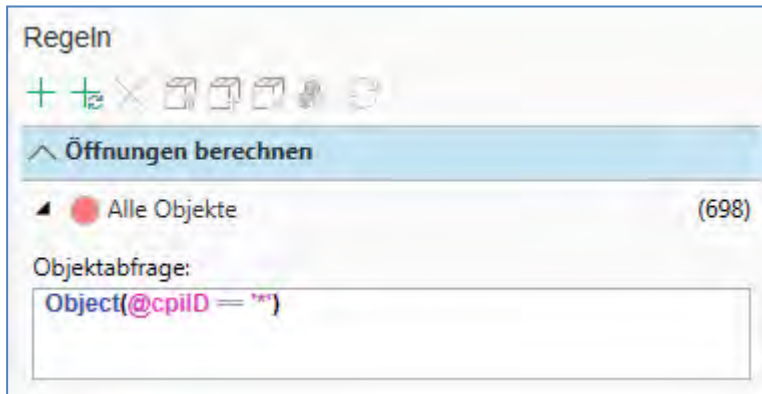 Regeln
Öffnungen berechnen
Alle Objekte (698)
Objektabfrage:
Object(@cpiID == '*')